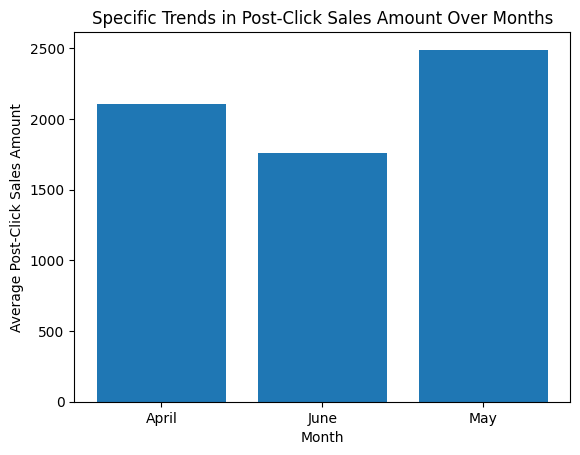 Specific Trends in Post-Click Sales Amount Over Months
Average Post-Click Sales Amount
2500
2000
1500
1000
500
0
April June May
Month